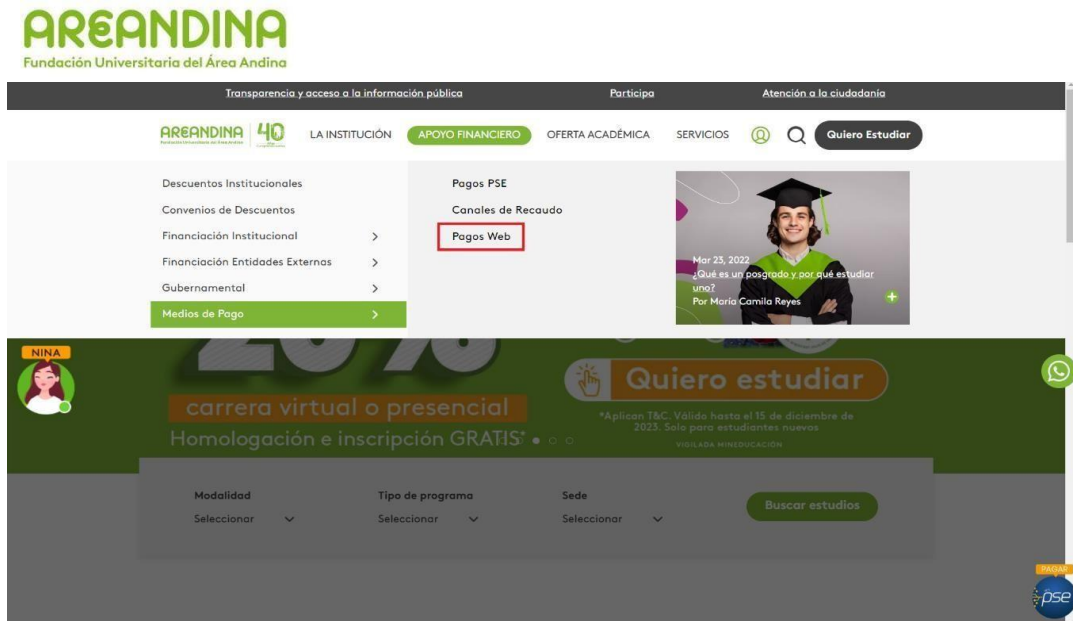 AREANDINA
Fundación Universitaria del Área Andina
Transparencia y acceso a la información pública
Participa
Atención a la ciudadanía
AREANDINA 40
LA INSTITUCIÓN
APOYO FINANCIERO
OFERTA ACADÉMICA
SERVICIOS
Quiero Estudiar
Descuentos Institucionales
Convenios de Descuentos
Financiación Institucional
Financiación Entidades Externas
Gubernamental
Medios de Pago
Pagos PSE
Canales de Recaudo
Pagos Web
Mar 23, 2022
¿Qué es un posgrado y por qué estudiar
uno?
Por María Camila Reyes
NINA
20%
carrera virtual o presencial
Homologación e inscripción GRATIS*
Quiero estudiar
*Aplican T&C. Válido hasta el 15 de diciembre de
2023. Solo para estudiantes nuevos
VIGILADA MINEDUCACIÓN
Modalidad
Seleccionar
Tipo de programa
Seleccionar
Sede
Seleccionar
Buscar estudios
PAGAR
pse